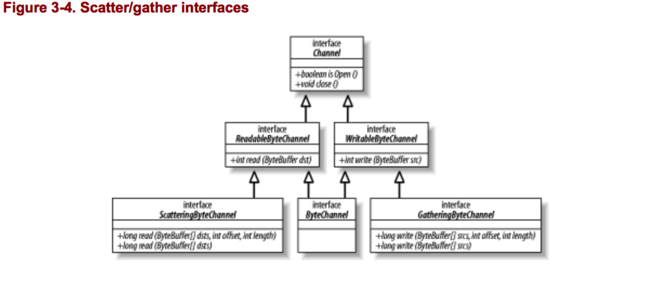 Figure 3-4. Scatter/gather interfaces
interface
Channel
+boolean is Open ()
+void close ()
interface
ReadableByteChannel
+int read (ByteBuffer dst)
interface
WritableByteChannel
+int write (ByteBuffer src)
interface
ScatteringByteChannel
+long read (ByteBuffer[] dsts, int offset, int length)
+long read (ByteBuffer[] dsts)
interface
ByteChannel
interface
GatheringByteChannel
+long write (ByteBuffer[] srcs, int offset, int length)
+long write (ByteBuffer[] srcs)